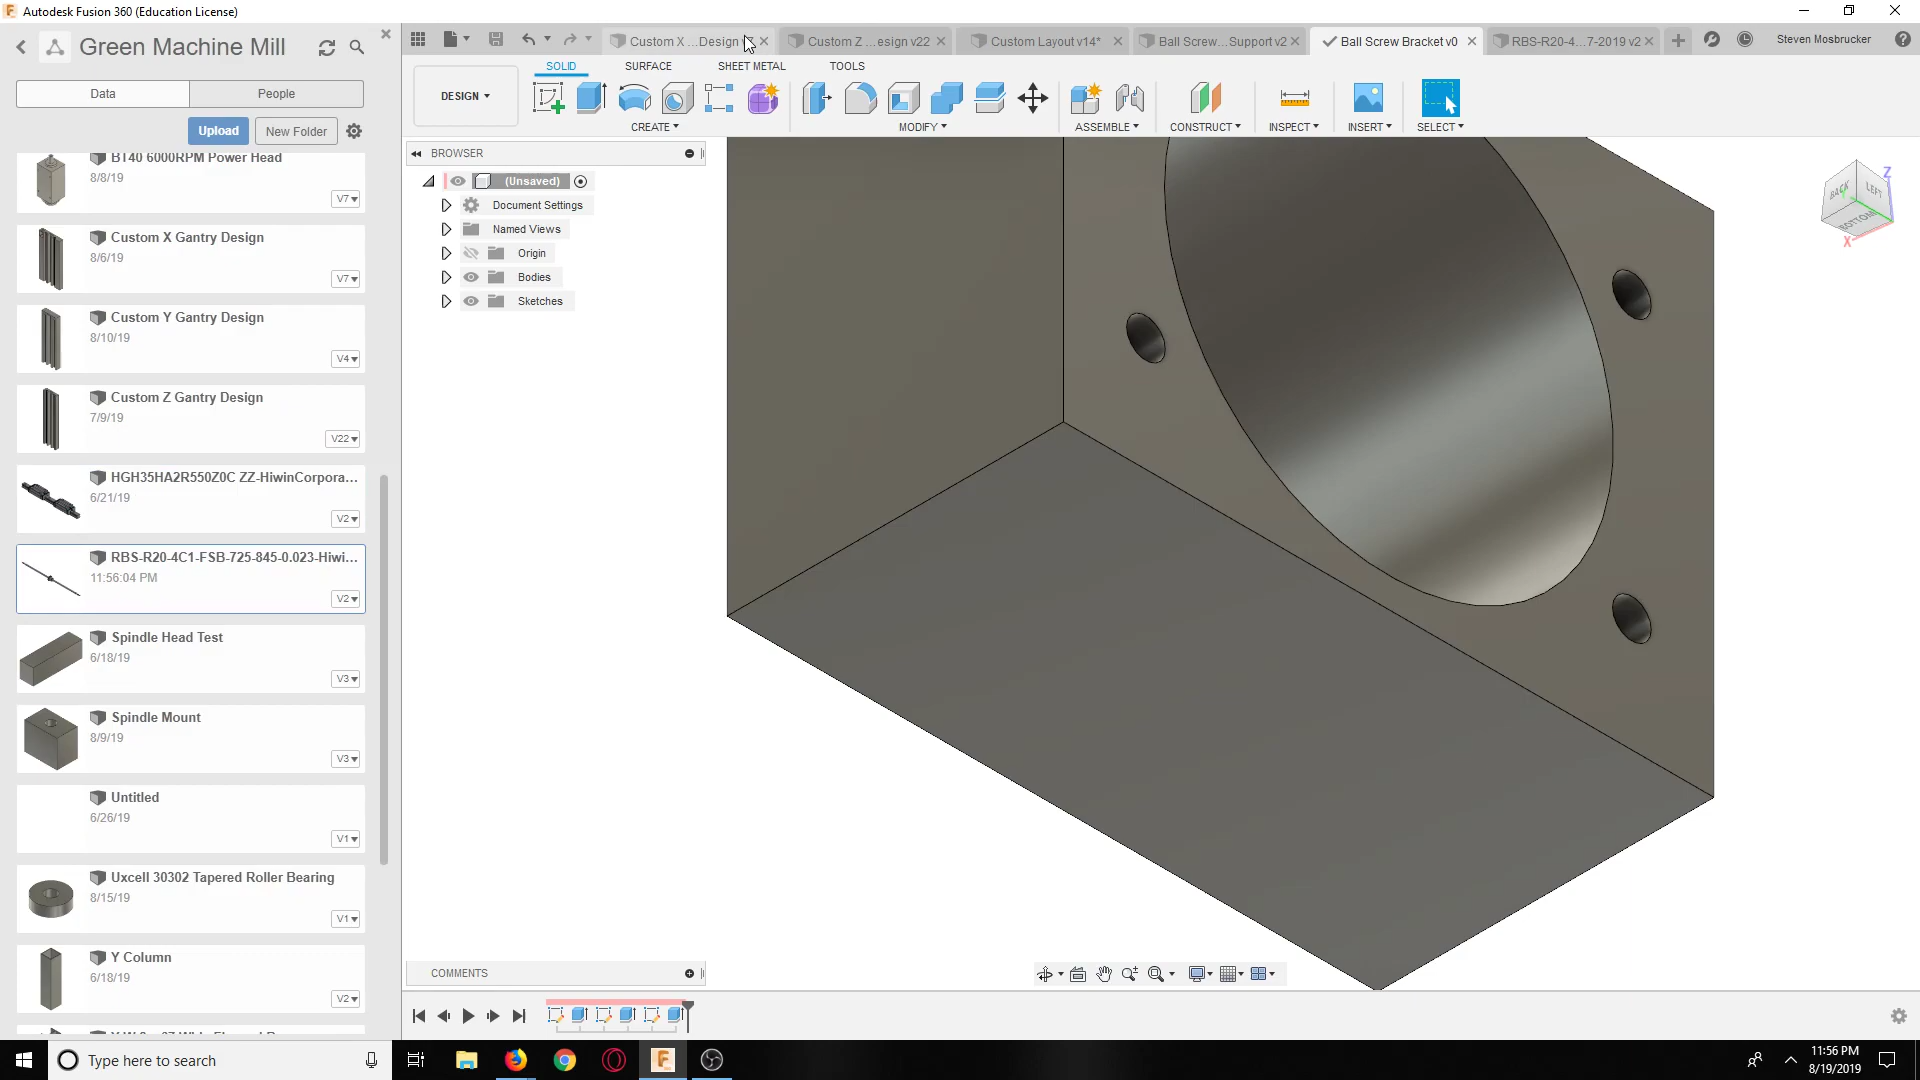 Autodesk Fusion 360 (Education License)
Green Machine Mill
Data
People
Upload
New Folder
BT40 6000RPM Power Head
8/8/19
V7
Custom X Gantry Design
8/6/19
V7
Custom Y Gantry Design
8/10/19
V4
Custom Z Gantry Design
7/9/19
V22
HGH35HA2R550Z0C ZZ-HiwinCorpora...
6/21/19
V2
RBS-R20-4C1-FSB-725-845-0.023-Hiwi...
11:56:04 PM
V2
Spindle Head Test
6/18/19
V3
Spindle Mount
8/9/19
V3
Untitled
6/26/19
V1
Uxcell 30302 Tapered Roller Bearing
8/15/19
V1
Y Column
6/18/19
V2
Custom X ...Design
Custom Z ...esign v22
Custom Layout v14*
Ball Screw...Support v2
Ball Screw Bracket v0
RBS-R20-4...7-2019 v2
Steven Mosbrucker
SOLID
SURFACE
SHEET METAL
TOOLS
DESIGN
CREATE
MODIFY
ASSEMBLE
CONSTRUCT
INSPECT
INSERT
SELECT
BROWSER
(Unsaved)
Document Settings
Named Views
Origin
Bodies
Sketches
BACK
LEFT
BOTTOM
Z
X
COMMENTS
Type here to search
11:56 PM
8/19/2019